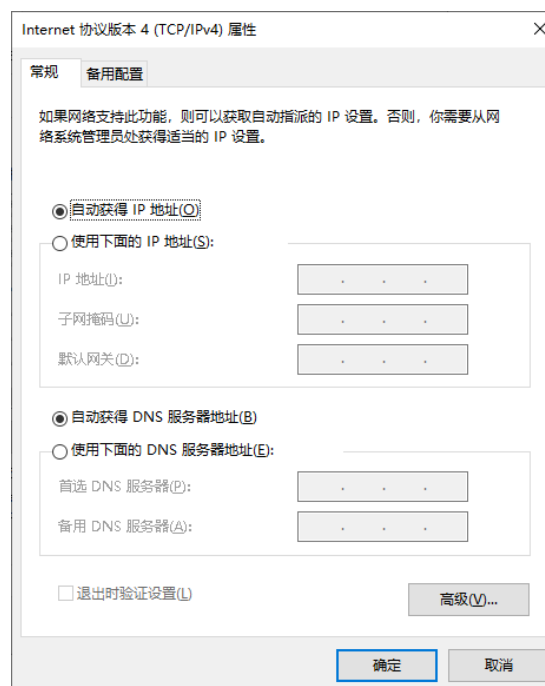 Internet 协议版本 4 (TCP/IPv4) 属性
常规
备用配置
如果网络支持此功能，则可以获取自动指派的 IP 设置。否则，你需要从网
络系统管理员处获得适当的 IP 设置。
自动获得 IP 地址(O)
使用下面的 IP 地址(S):
IP 地址(I):
子网掩码(U):
默认网关(D):
自动获得 DNS 服务器地址(B)
使用下面的 DNS 服务器地址(E):
首选 DNS 服务器(P):
备用 DNS 服务器(A):
退出时验证设置(L)
高级(V)...
确定
取消